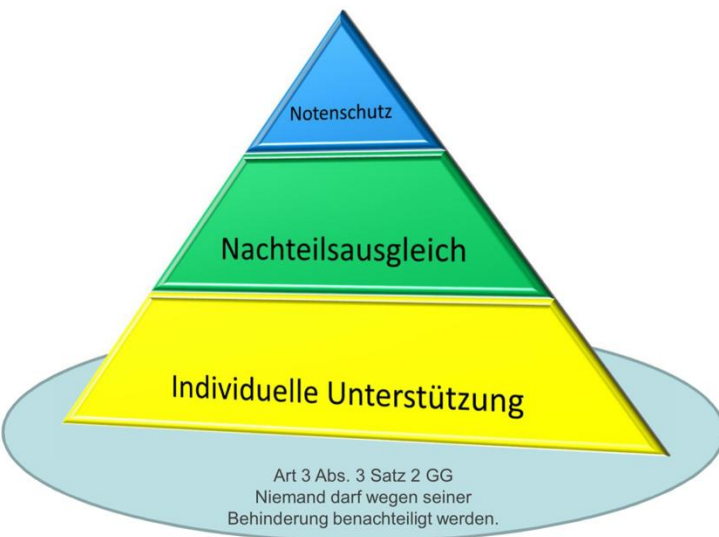 Notenschutz
Nachteilsausgleich
Individuelle Unterstützung
Art 3 Abs. 3 Satz 2 GG
Niemand darf wegen seiner
Behinderung benachteiligt werden.